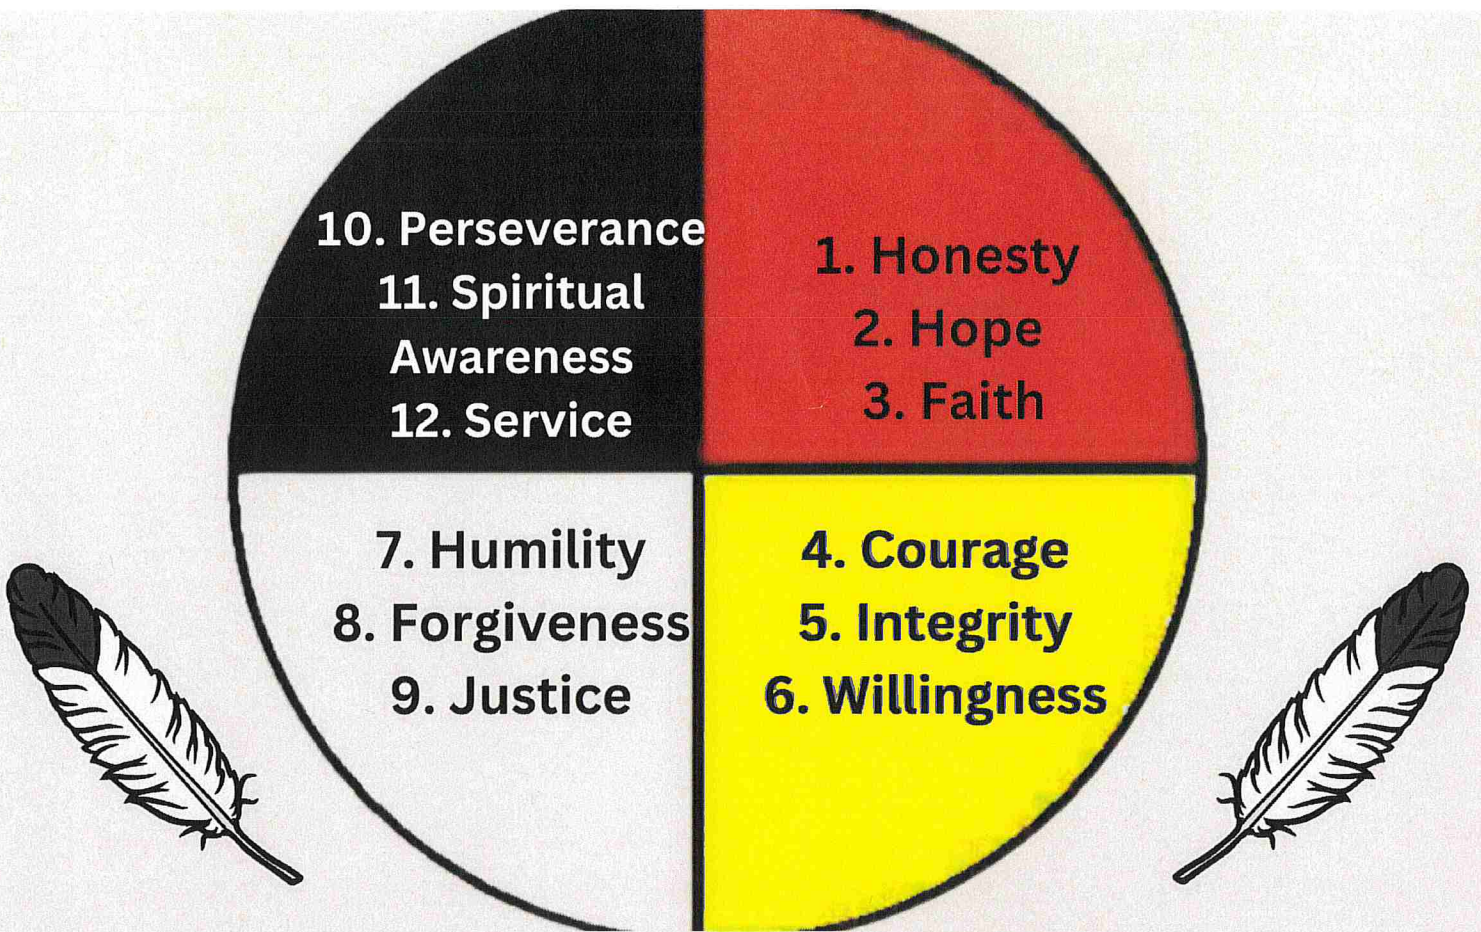 10. Perseverance
11. Spiritual
Awareness
12. Service
1. Honesty
2. Hope
3. Faith
7. Humility
8. Forgiveness
9. Justice
4. Courage
5. Integrity
6. Willingness